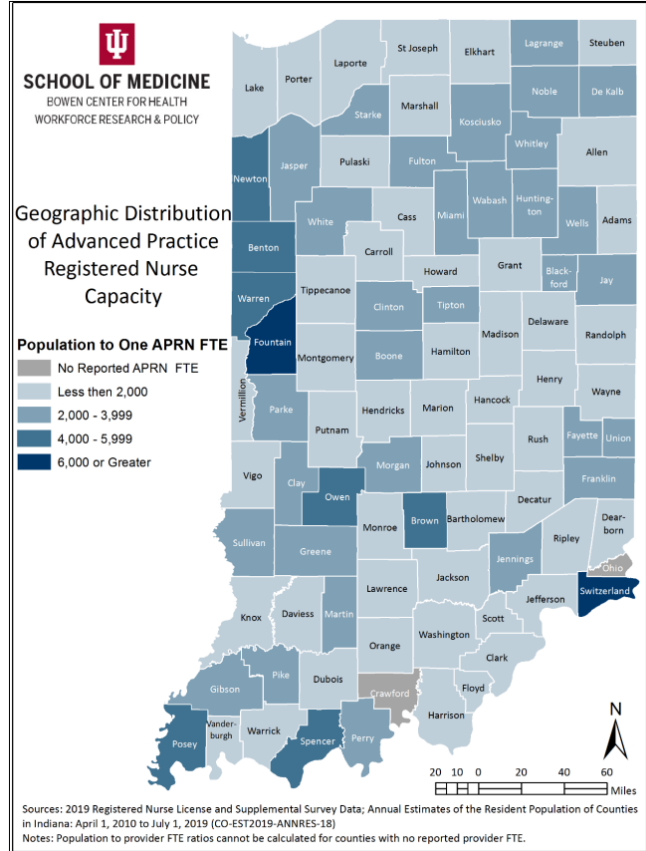 SCHOOL OF MEDICINE
BOWEN CENTER FOR HEALTH
WORKFORCE RESEARCH & POLICY
Geographic Distribution
of Advanced Practice
Registered Nurse
Capacity
Population to One APRN FTE
No Reported APRN FTE
Less then 2,000
2,000 - 3,999
4,000 - 5,999
6,000 or Greater
Lake
Porter
Laporte
St Joseph
Elkhart
Lagrange
Steuben
Starke
Marshall
Kosciusko
Noble
De Kalb
Newton
Jasper
Pulaski
Fulton
Whitley
Allen
White
Cass
Miami
Wabash
Hunting-
ton
Wells
Adams
Benton
Carroll
Howard
Grant
Black-
ford
Jay
Warren
Tippecanoe
Clinton
Tipton
Fountain
Montgomery
Boone
Hamilton
Madison
Delaware
Randolph
Vermillion
Parke
Putnam
Hendricks
Marion
Hancock
Henry
Wayne
Rush
Fayette
Union
Vigo
Clay
Owen
Morgan
Johnson
Shelby
Franklin
Decatur
Sullivan
Greene
Monroe
Brown
Bartholomew
Jennings
Ripley
Dear-
born
Ohio
Switzerland
Knox
Daviess
Martin
Lawrence
Jackson
Jefferson
Scott
Washington
Orange
Clark
Floyd
Harrison
Gibson
Pike
Dubois
Crawford
Posey
Vander-
burgh
Warrick
Spencer
Perry
N
20 10 0 20 40 60
Miles
Sources: 2019 Registered Nurse License and Supplemental Survey Data; Annual Estimates of the Resident Population of Counties
in Indiana: April 1, 2010 to July 1, 2019 (CO-EST2019-ANNRES-18)
Notes: Population to provider FTE ratios cannot be calculated for counties with no reported provider FTE.